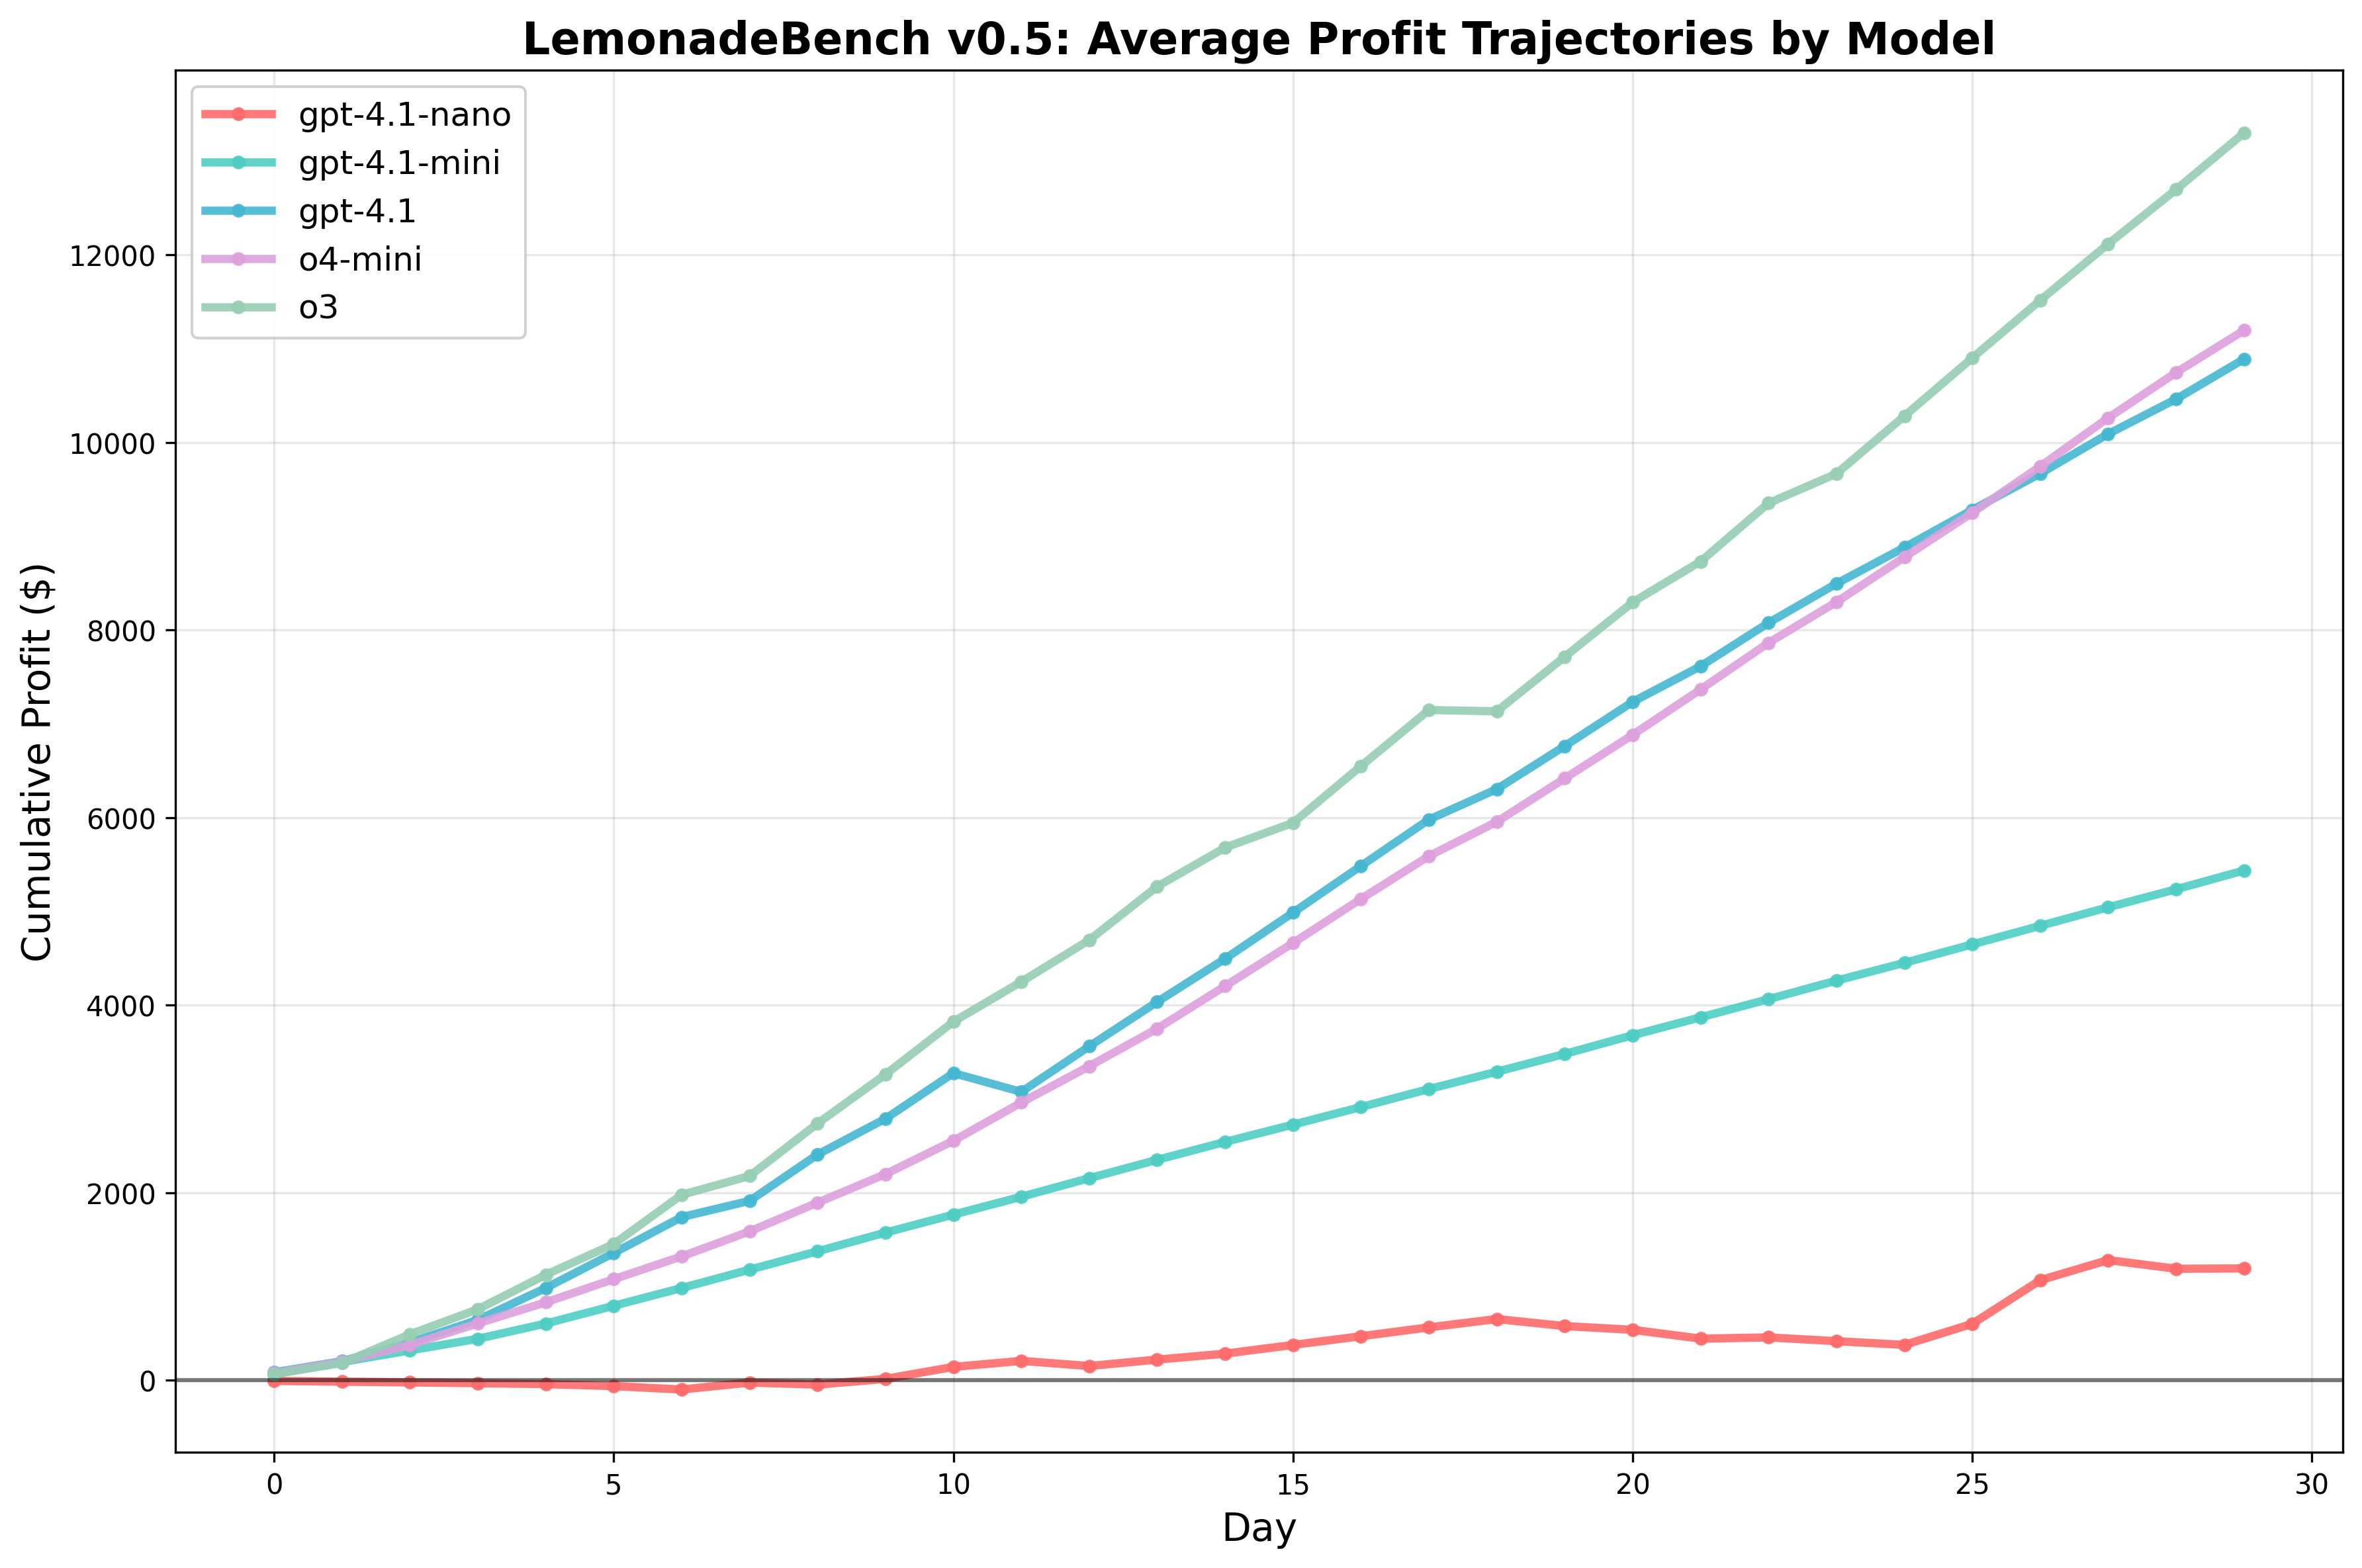 LemonadeBench v0.5: Average Profit Trajectories by Model
gpt-4.1-nano
gpt-4.1-mini
gpt-4.1
o4-mini
o3
Cumulative Profit ($)
12000
10000
8000
6000
4000
2000
0
0 5 10 15 20 25 30
Day